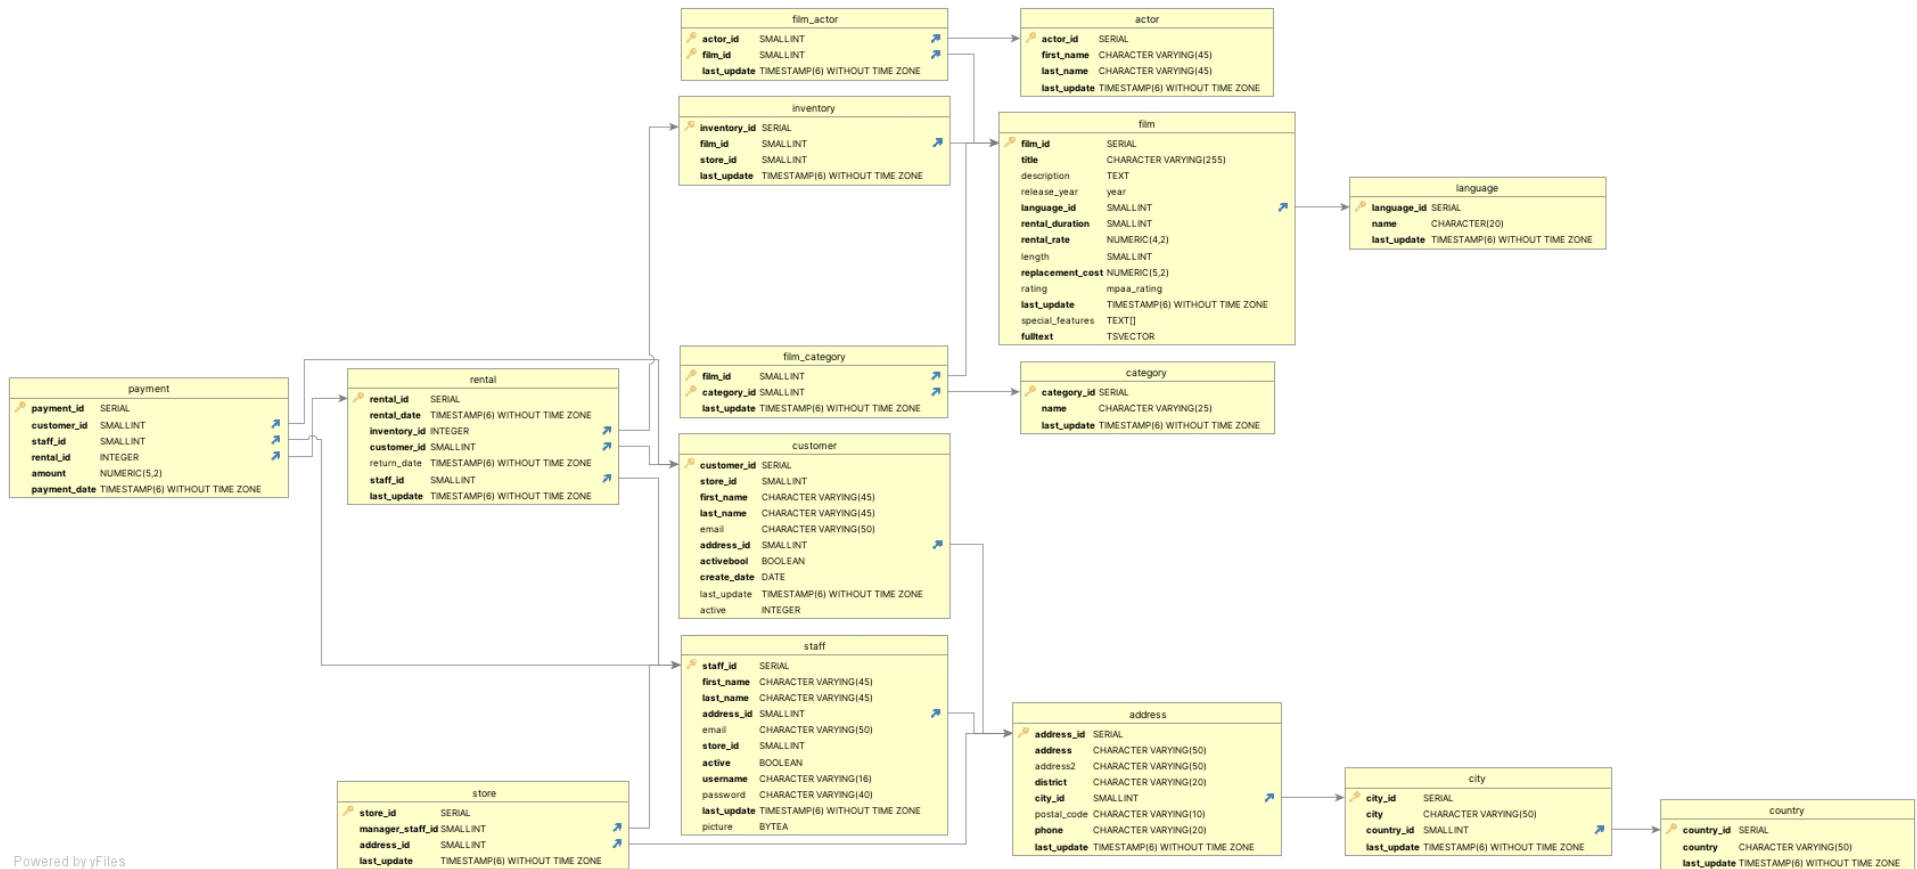 film_actor
actor_id SMALLINT
film_id SMALLINT
last_update TIMESTAMP(6) WITHOUT TIME ZONE
actor
actor_id SERIAL
first_name CHARACTER VARYING(45)
last_name CHARACTER VARYING(45)
last_update TIMESTAMP(6) WITHOUT TIME ZONE
inventory
inventory_id SERIAL
film_id SMALLINT
store_id SMALLINT
last_update TIMESTAMP(6) WITHOUT TIME ZONE
film
film_id SERIAL
title CHARACTER VARYING(255)
description TEXT
release_year year
language_id SMALLINT
rental_duration SMALLINT
rental_rate NUMERIC(4,2)
length SMALLINT
replacement_cost NUMERIC(5,2)
rating mpaa_rating
last_update TIMESTAMP(6) WITHOUT TIME ZONE
special_features TEXT[]
fulltext TSVECTOR
language
language_id SERIAL
name CHARACTER(20)
last_update TIMESTAMP(6) WITHOUT TIME ZONE
film_category
film_id SMALLINT
category_id SMALLINT
last_update TIMESTAMP(6) WITHOUT TIME ZONE
category
category_id SERIAL
name CHARACTER VARYING(25)
last_update TIMESTAMP(6) WITHOUT TIME ZONE
payment
payment_id SERIAL
customer_id SMALLINT
staff_id SMALLINT
rental_id INTEGER
amount NUMERIC(5,2)
payment_date TIMESTAMP(6) WITHOUT TIME ZONE
rental
rental_id SERIAL
rental_date TIMESTAMP(6) WITHOUT TIME ZONE
inventory_id INTEGER
customer_id SMALLINT
return_date TIMESTAMP(6) WITHOUT TIME ZONE
staff_id SMALLINT
last_update TIMESTAMP(6) WITHOUT TIME ZONE
customer
customer_id SERIAL
store_id SMALLINT
first_name CHARACTER VARYING(45)
last_name CHARACTER VARYING(45)
email CHARACTER VARYING(50)
address_id SMALLINT
activebool BOOLEAN
create_date DATE
last_update TIMESTAMP(6) WITHOUT TIME ZONE
active INTEGER
staff
staff_id SERIAL
first_name CHARACTER VARYING(45)
last_name CHARACTER VARYING(45)
address_id SMALLINT
email CHARACTER VARYING(50)
store_id SMALLINT
active BOOLEAN
username CHARACTER VARYING(16)
password CHARACTER VARYING(40)
last_update TIMESTAMP(6) WITHOUT TIME ZONE
picture BYTEA
store
store_id SERIAL
manager_staff_id SMALLINT
address_id SMALLINT
last_update TIMESTAMP(6) WITHOUT TIME ZONE
address
address_id SERIAL
address CHARACTER VARYING(50)
address2 CHARACTER VARYING(50)
district CHARACTER VARYING(20)
city_id SMALLINT
postal_code CHARACTER VARYING(10)
phone CHARACTER VARYING(20)
last_update TIMESTAMP(6) WITHOUT TIME ZONE
city
city_id SERIAL
city CHARACTER VARYING(50)
country_id SMALLINT
last_update TIMESTAMP(6) WITHOUT TIME ZONE
country
country_id SERIAL
country CHARACTER VARYING(50)
last_update TIMESTAMP(6) WITHOUT TIME ZONE
Powered by yFiles